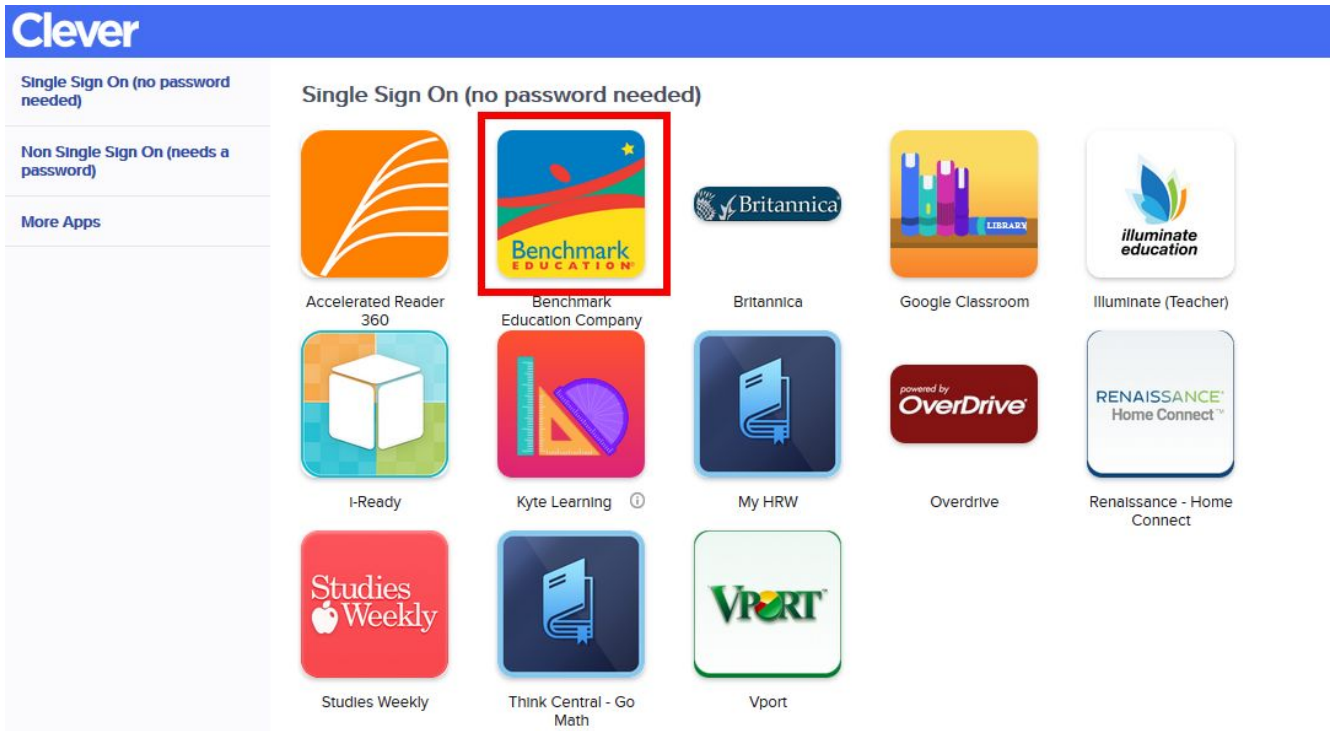 Clever
Single Sign On (no password
needed)
Non Single Sign On (needs a
password)
More Apps
Single Sign On (no password needed)
Benchmark
EDUCATION®
Britannica®
LIBRARY
illuminate
education
Accelerated Reader
360
Benchmark
Education Company
Britannica
Google Classroom
Illuminate (Teacher)
powered by
OverDrive®
RENAISSANCE®
Home Connect™
I-Ready
Kyte Learning
My HRW
Overdrive
Renaissance - Home
Connect
Studies
Weekly
VPORT™
Studies Weekly
Think Central - Go
Math
Vport